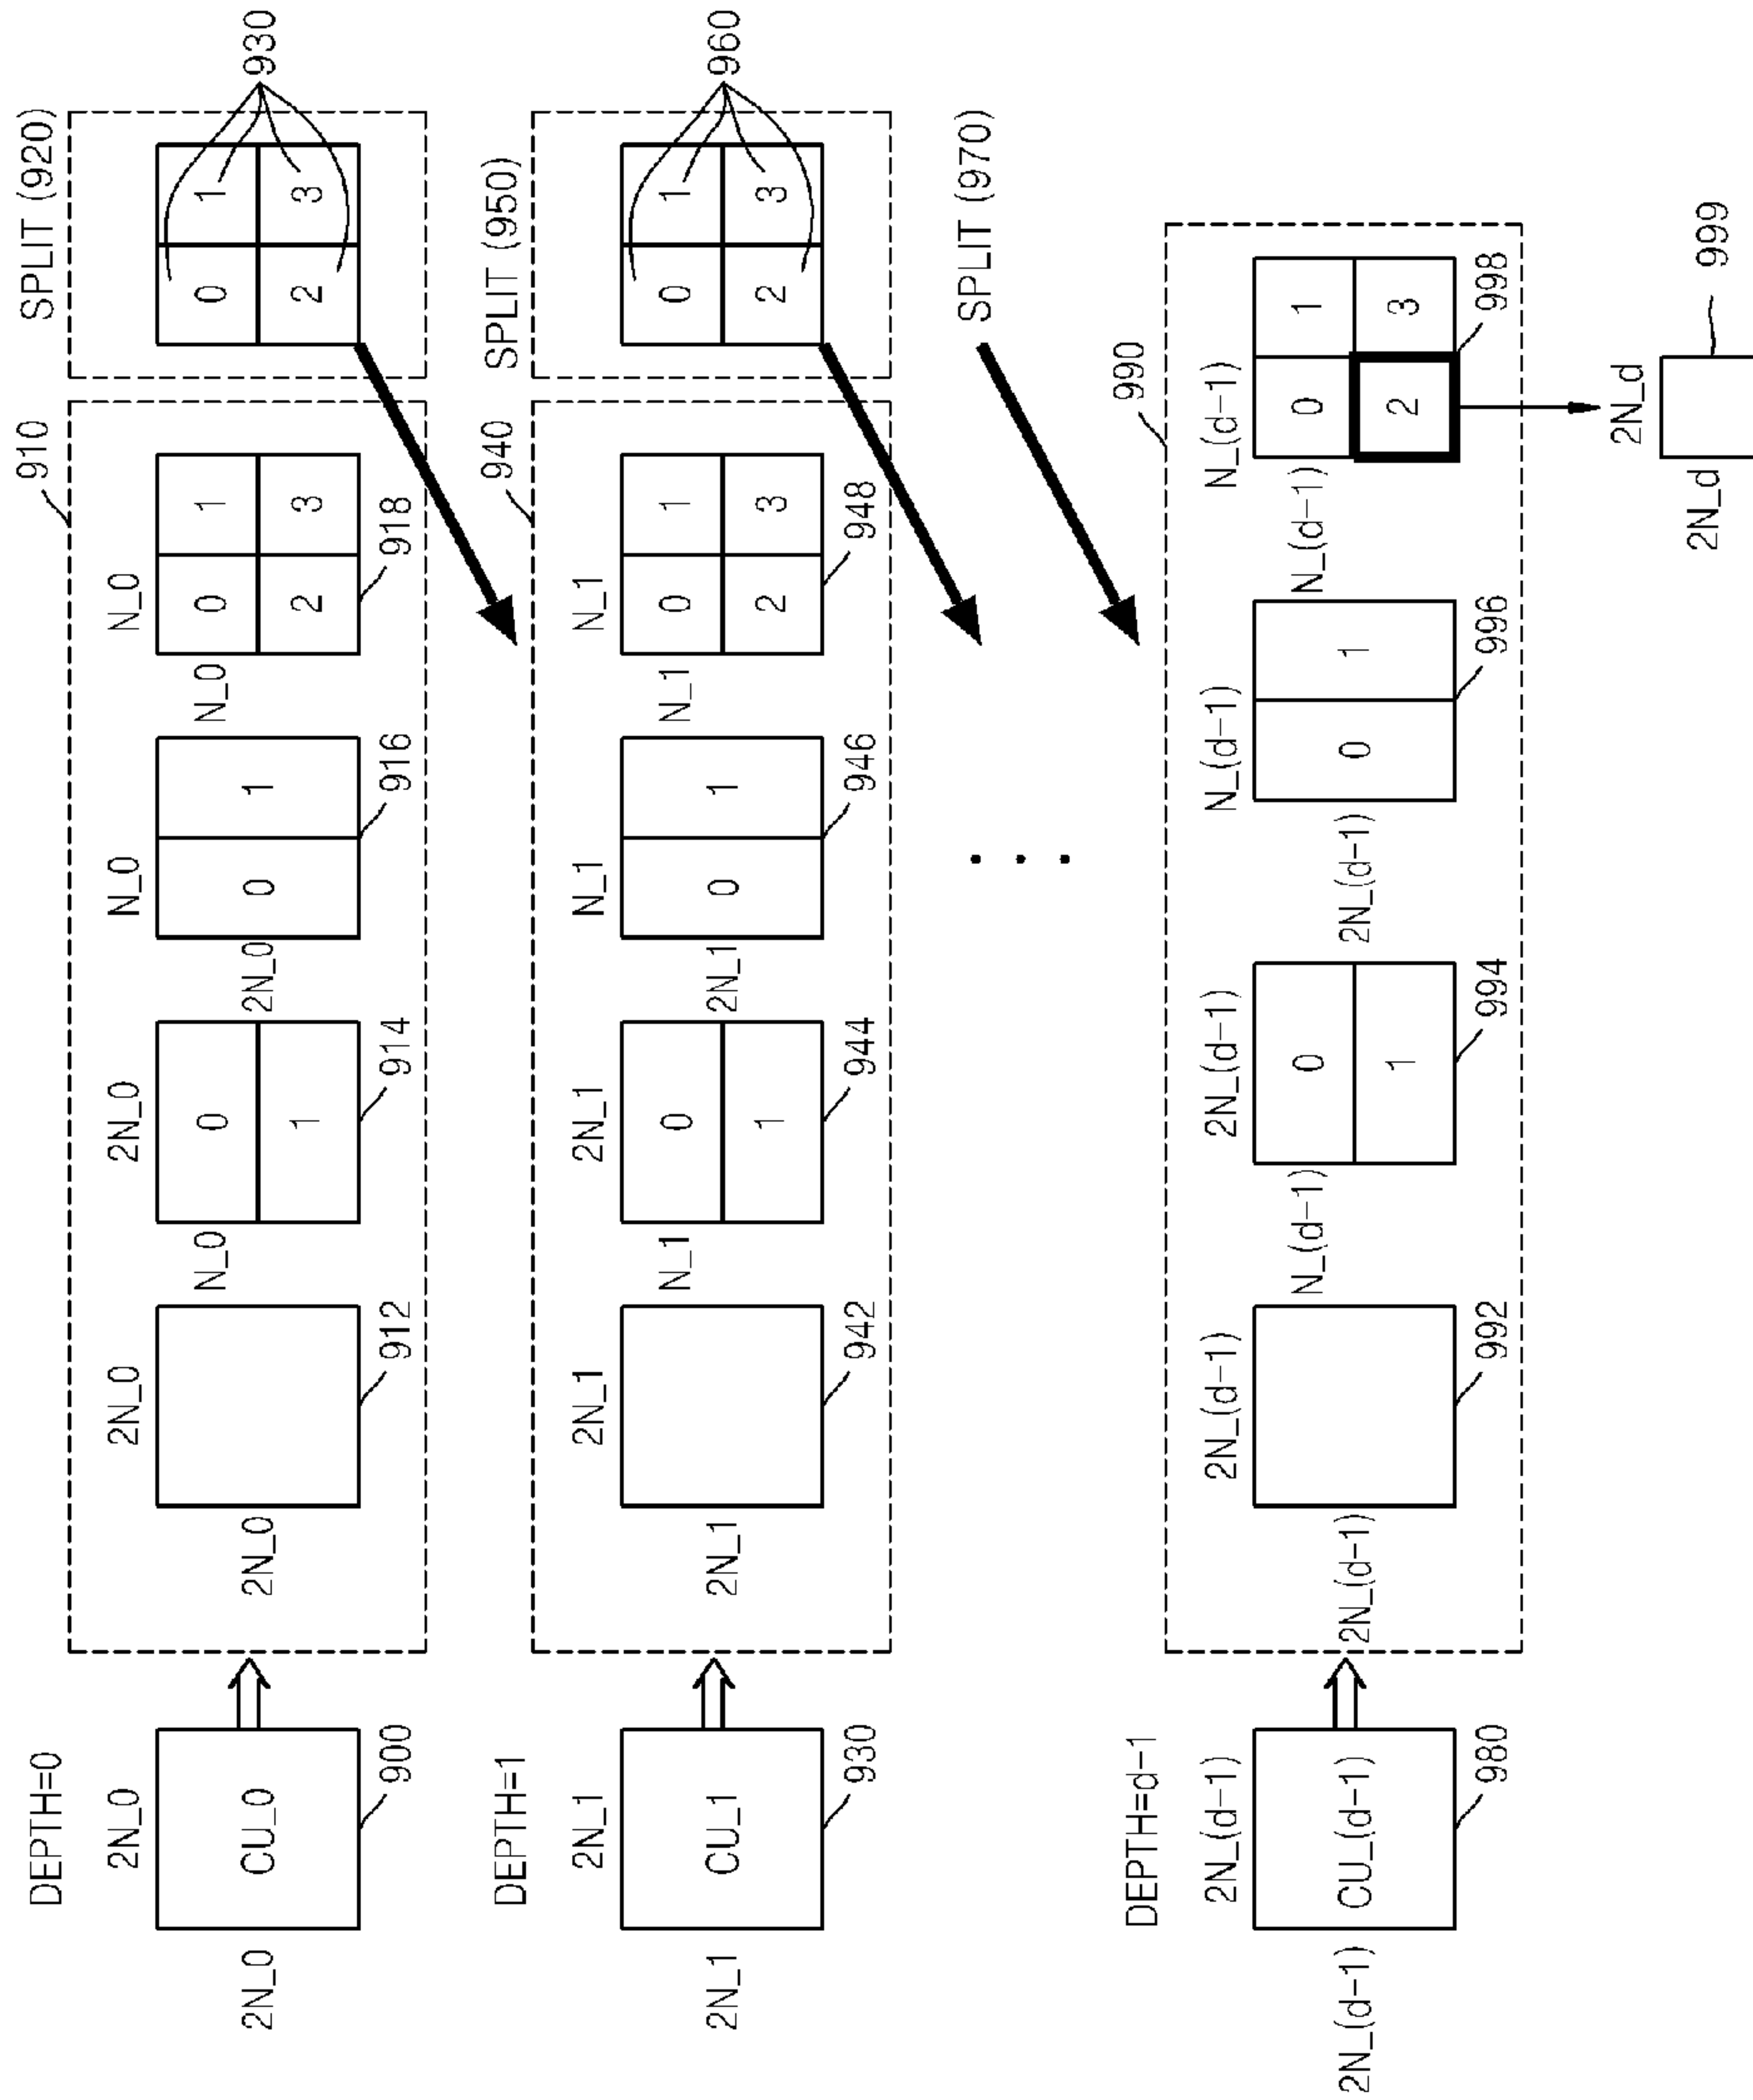 DEPTH=0
2N_0
2N_0
CU_0
900
910
2N_0
2N_0
912
2N_0
N_0
0
1
914
N_0
2N_0
0 1
916
N_0
N_0
0 1
2 3
918
SPLIT (920)
0 1
2 3
930
DEPTH=1
2N_1
2N_1
CU_1
930
940
2N_1
2N_1
942
2N_1
N_1
0
1
944
N_1
2N_1
0 1
946
N_1
N_1
0 1
2 3
948
SPLIT (950)
0 1
2 3
960
SPLIT (970)
DEPTH=d-1
2N_(d-1)
2N_(d-1)
CU_(d-1)
980
990
2N_(d-1)
2N_(d-1)
992
2N_(d-1)
N_(d-1)
0
1
994
N_(d-1)
2N_(d-1)
0 1
996
N_(d-1)
N_(d-1)
0 1
2 3
998
2N_d
2N_d
999